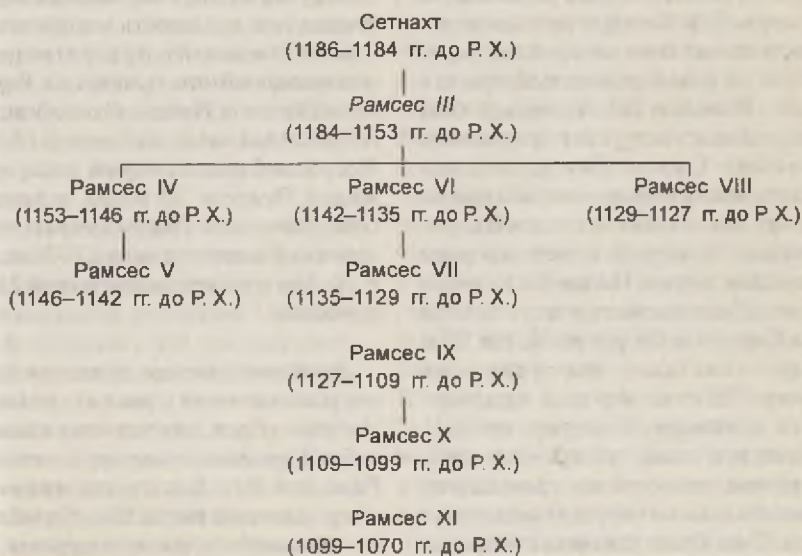 Сетнахт
(1186–1184 гг. до Р. Х.)
Рамсес III
(1184–1153 гг. до Р. Х.)
Рамсес IV Рамсес VI Рамсес VIII
(1153–1146 гг. до Р. Х.) (1142–1135 гг. до Р. Х.) (1129–1127 гг. до Р. Х.)
Рамсес V Рамсес VII
(1146–1142 гг. до Р. Х.) (1135–1129 гг. до Р. Х.)
Рамсес IX
(1127–1109 гг. до Р. Х.)
Рамсес X
(1109–1099 гг. до Р. Х.)
Рамсес XI
(1099–1070 гг. до Р. Х.)